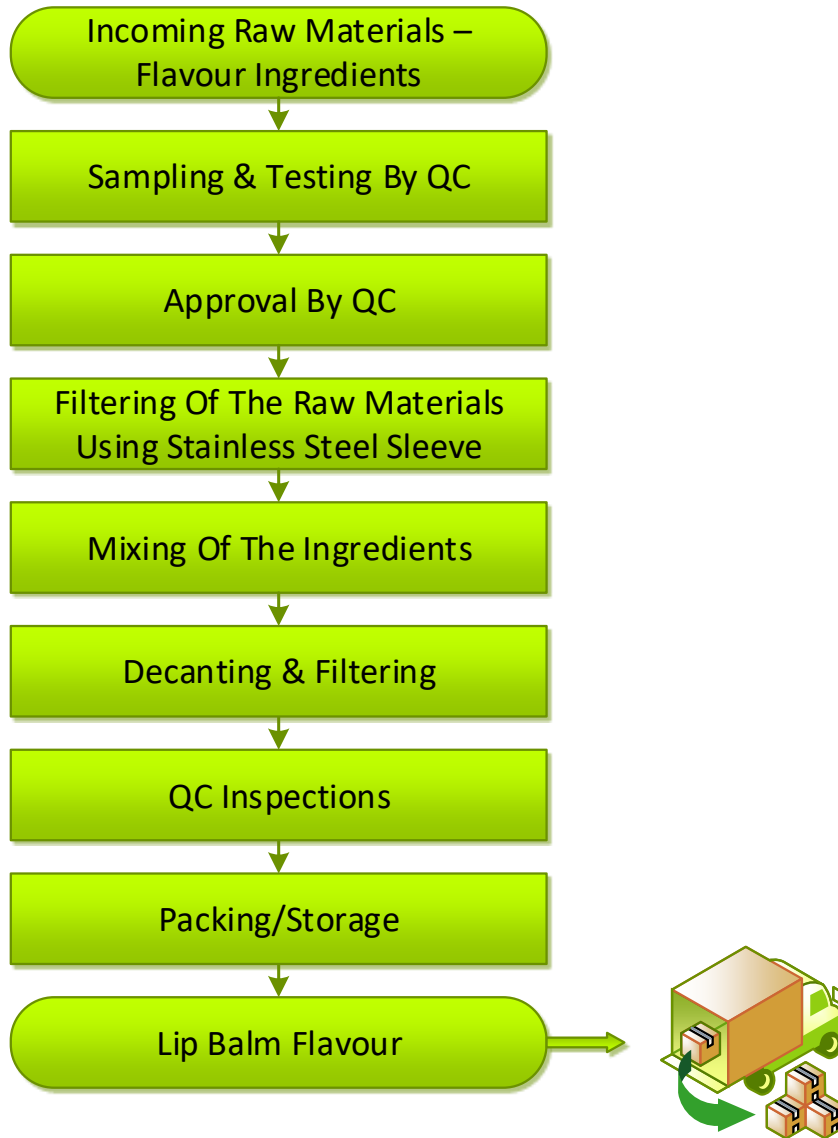 Incoming Raw Materials –
Flavour Ingredients
Sampling & Testing By QC
Approval By QC
Filtering Of The Raw Materials
Using Stainless Steel Sleeve
Mixing Of The Ingredients
Decanting & Filtering
QC Inspections
Packing/Storage
Lip Balm Flavour